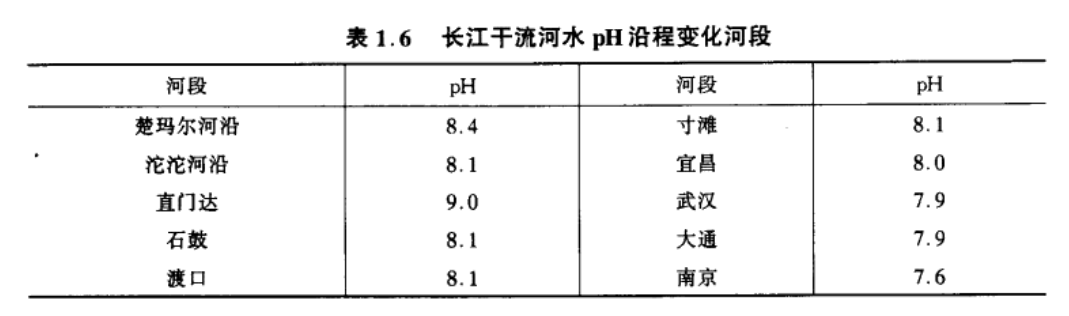 表 1.6 长江干流河水 pH 沿程变化河段
河段 pH 河段 pH
楚玛尔河沿 8.4 寸滩 8.1
沱沱河沿 8.1 宜昌 8.0
直门达 9.0 武汉 7.9
石鼓 8.1 大通 7.9
渡口 8.1 南京 7.6